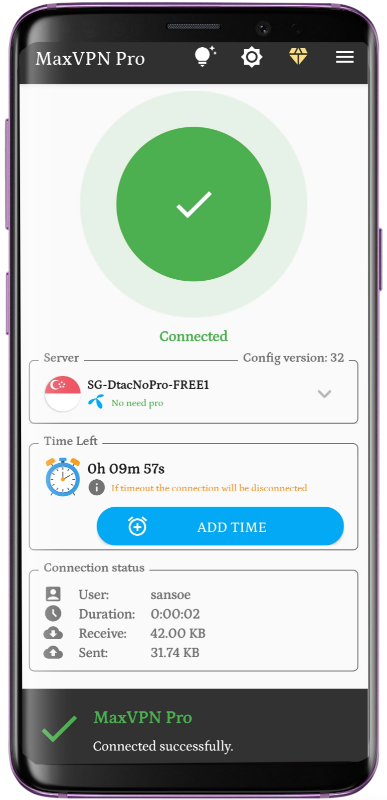 MaxVPN Pro
Connected
Server
Config version: 32
SG-DtacNoPro-FREE1
No need pro
Time Left
0h 09m 57s
If timeout the connection will be disconnected
ADD TIME
Connection status
User: sansoe
Duration: 0:00:02
Receive: 42.00 KB
Sent: 31.74 KB
MaxVPN Pro
Connected successfully.